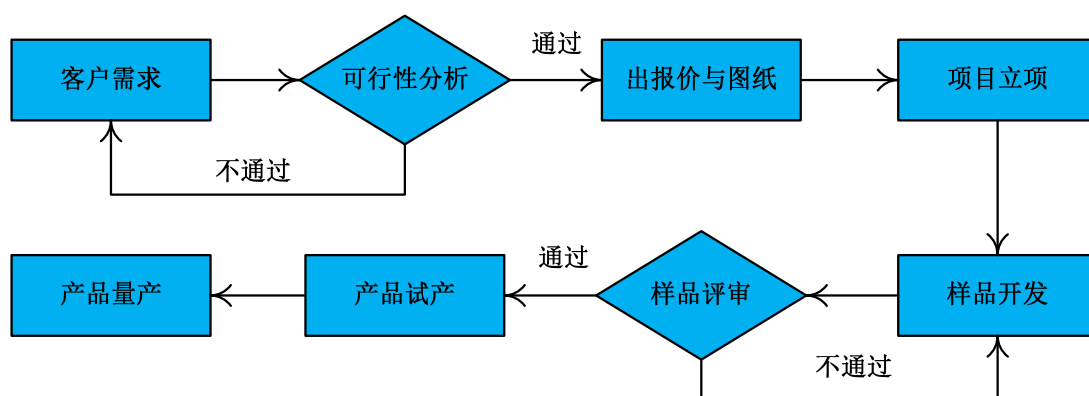 客户需求
可行性分析
通过
出报价与图纸
项目立项
不通过
样品开发
样品评审
不通过
通过
产品试产
产品量产